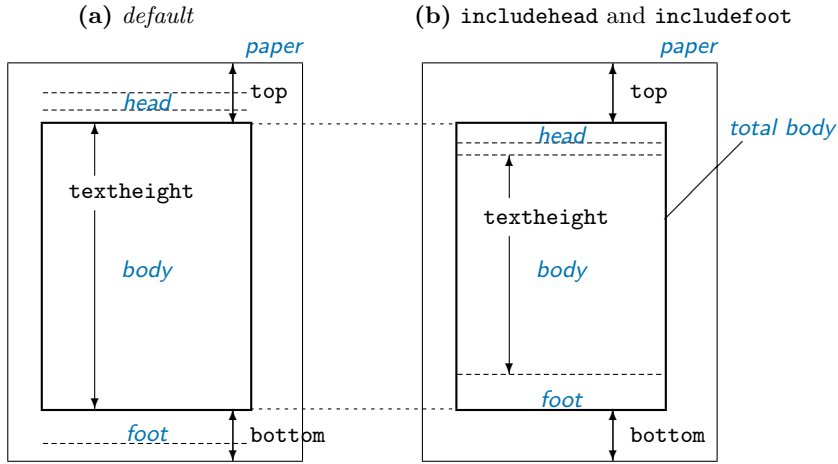 (a) default
(b) includehead and includefoot
paper
top
head
textheight
body
foot
bottom
paper
top
head
total body
textheight
body
foot
bottom